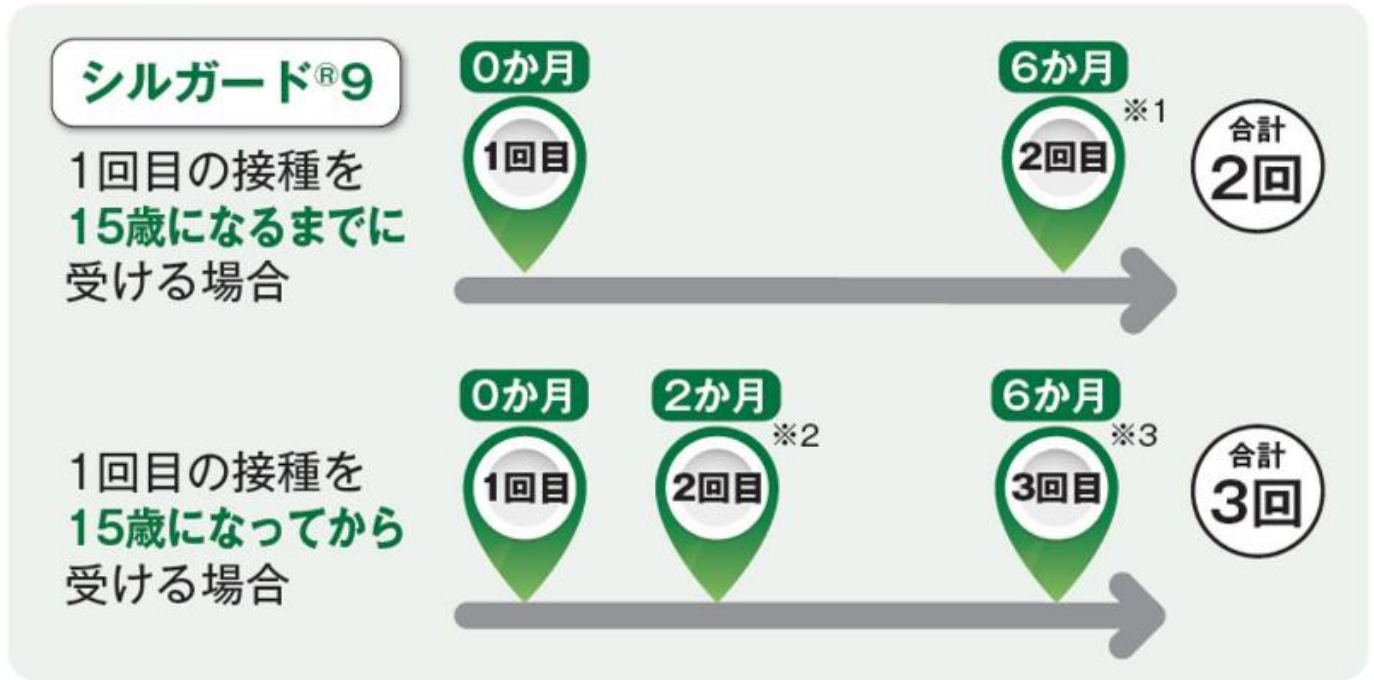 シルガード®9
1回目の接種を
15歳になるまでに
受ける場合
0か月
1回目
6か月
※1
2回目
合計
2回
1回目の接種を
15歳になってから
受ける場合
0か月
1回目
2か月
※2
2回目
6か月
※3
3回目
合計
3回